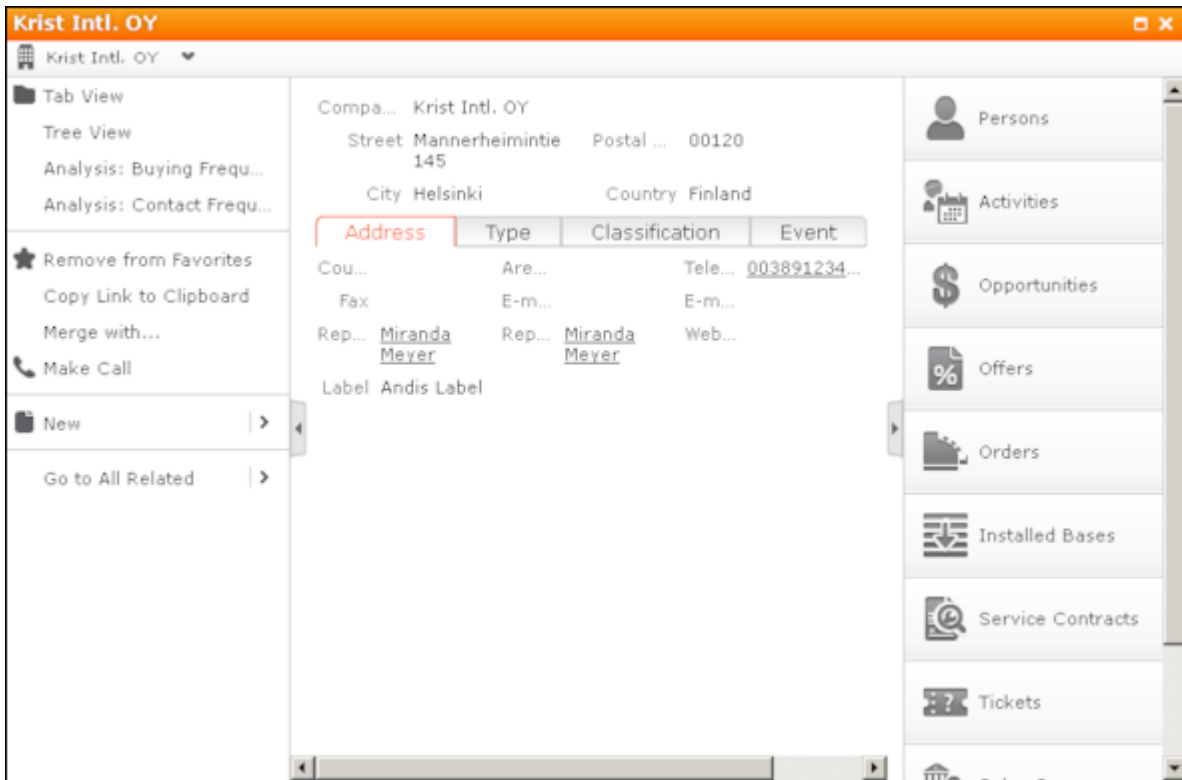 Krist Intl. OY
Krist Intl. OY
Tab View
Tree View
Analysis: Buying Frequ...
Analysis: Contact Frequ...
Remove from Favorites
Copy Link to Clipboard
Merge with...
Make Call
New
Go to All Related
Compa... Krist Intl. OY
Street Mannerheimintie Postal ... 00120
145
City Helsinki Country Finland
Address Type Classification Event
Cou... Are... Tele... 003891234...
Fax E-m... E-m...
Rep... Miranda Rep... Miranda Web...
Meyer Meyer
Label Andis Label
Persons
Activities
Opportunities
Offers
Orders
Installed Bases
Service Contracts
Tickets